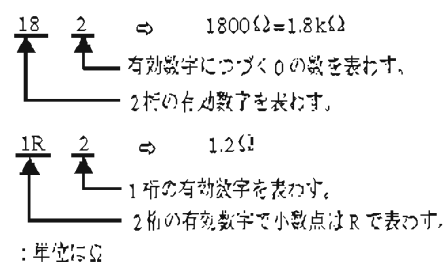 18 2 ⇨ 1800Ω=1.8kΩ
有効数字につづく0の数を表わす。
2桁の有効数字を表わす。
1R 2 ⇨ 1.2Ω
1桁の有効数字を表わす。
2桁の有効数字で小数点はRで表わす。
:単位はΩ